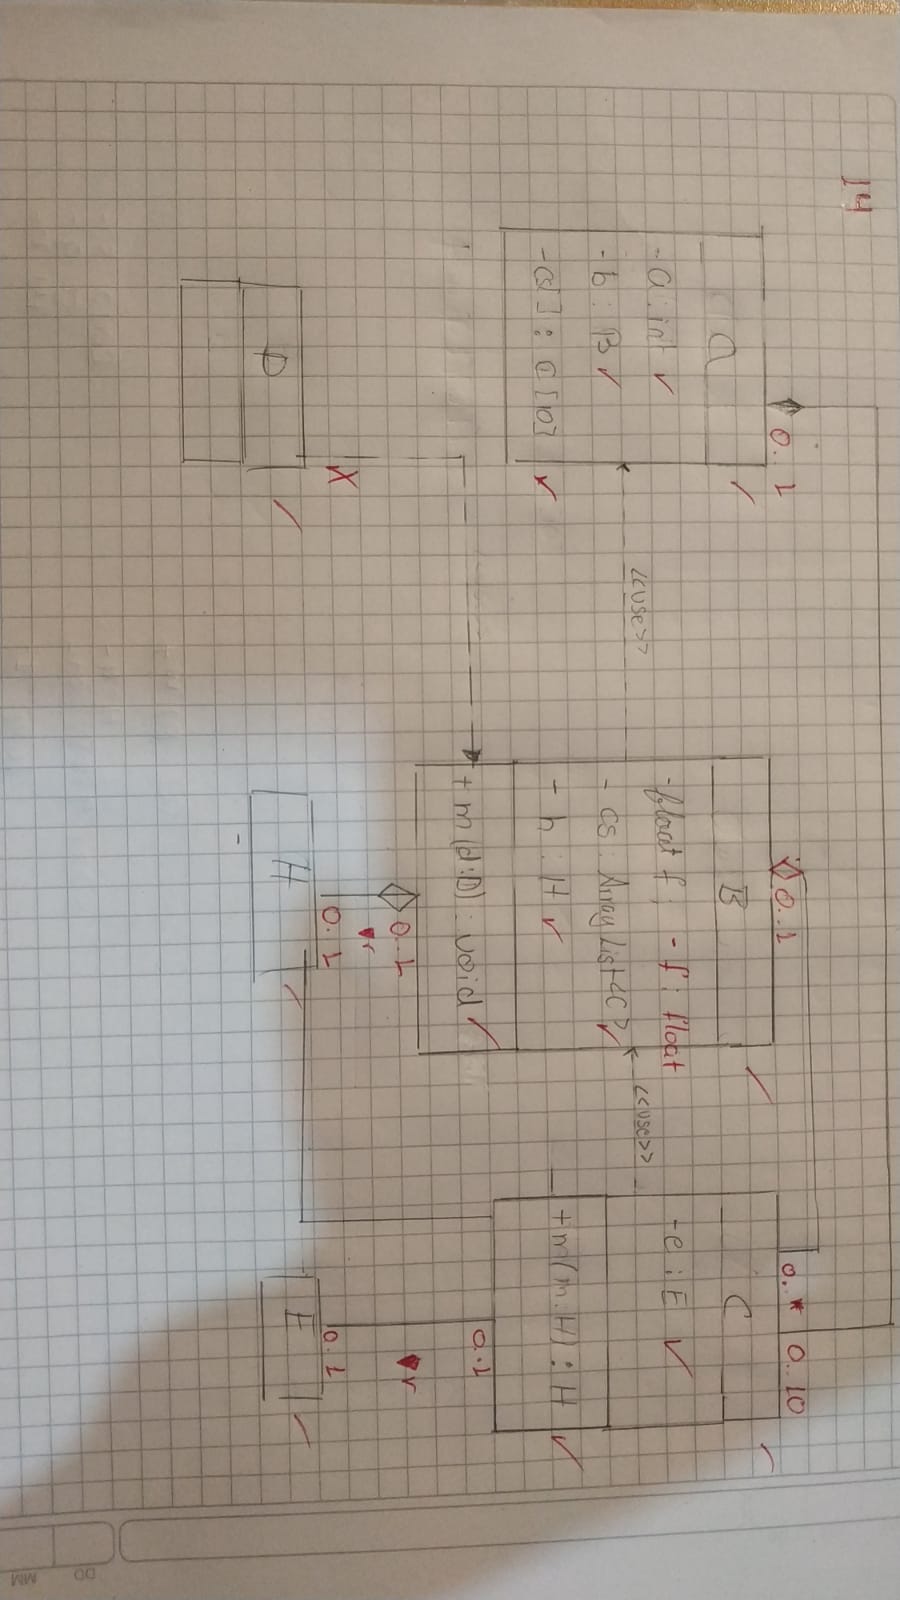 14
0..1
0..1
0..*
0..10
A
- a : int
- b : B
- cs[] : C[10]
<<use>>
B
- float f; - f : float
- cs : ArrayList<C>
- h : H
+ m(d:D) : void
<<use>>
C
- e : E
+ m(m:H) : H
0..1
r
0..1
0..1
r
0..1
X
D
H
E
DD
MM